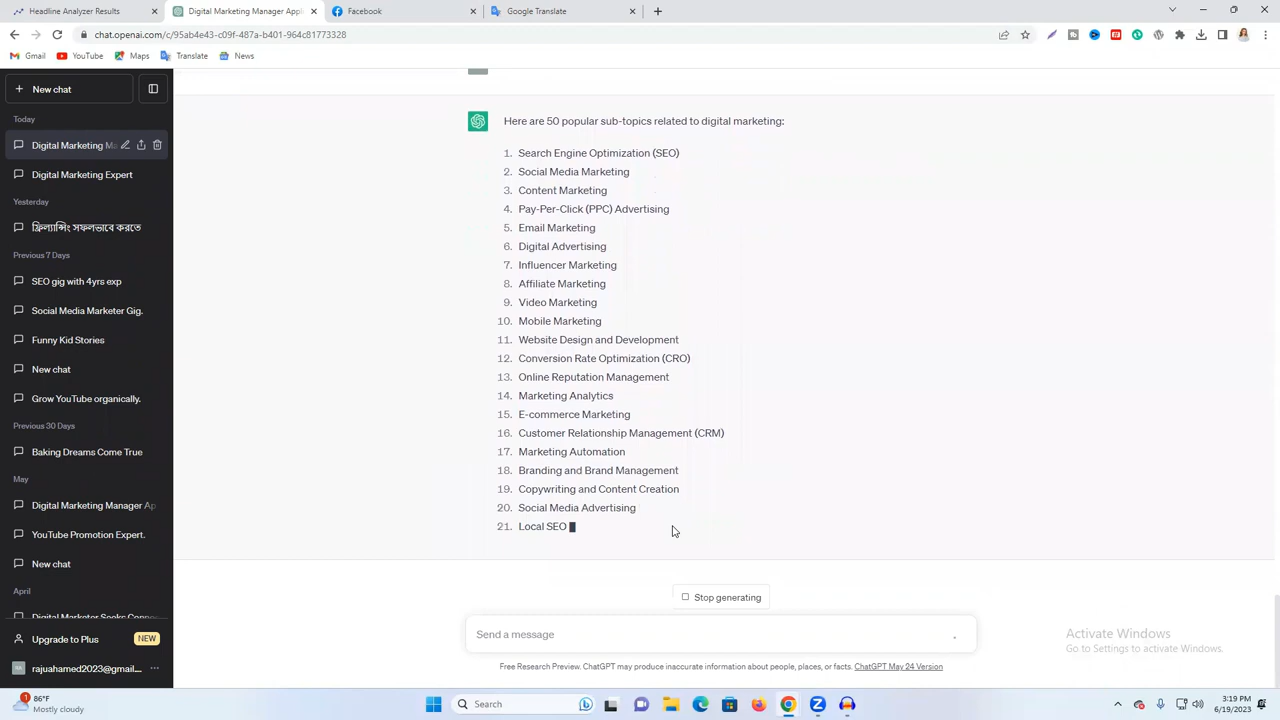 Headline Analyzer Results
Digital Marketing Manager Appli
Facebook
Google Translate
chat.openai.com/c/95ab4e43-c09f-487a-b401-964c81773328
Gmail
YouTube
Maps
Translate
News
New chat
Today
Digital Marketing Ma
Digital Marketing Expert
Yesterday
ফ্রিল্যান্সিং সফলভাবে করতে
Previous 7 Days
SEO gig with 4yrs exp
Social Media Marketer Gig.
Funny Kid Stories
New chat
Grow YouTube organically.
Previous 30 Days
Baking Dreams Come True
May
Digital Marketing Manager Ap
YouTube Promotion Expert.
New chat
April
Digital Marketer Seeks Conne
Upgrade to Plus
NEW
rajuahamed2023@gmail...
Here are 50 popular sub-topics related to digital marketing:
1. Search Engine Optimization (SEO)
2. Social Media Marketing
3. Content Marketing
4. Pay-Per-Click (PPC) Advertising
5. Email Marketing
6. Digital Advertising
7. Influencer Marketing
8. Affiliate Marketing
9. Video Marketing
10. Mobile Marketing
11. Website Design and Development
12. Conversion Rate Optimization (CRO)
13. Online Reputation Management
14. Marketing Analytics
15. E-commerce Marketing
16. Customer Relationship Management (CRM)
17. Marketing Automation
18. Branding and Brand Management
19. Copywriting and Content Creation
20. Social Media Advertising
21. Local SEO
Stop generating
Send a message
Free Research Preview. ChatGPT may produce inaccurate information about people, places, or facts. ChatGPT May 24 Version
Activate Windows
Go to Settings to activate Windows.
1
86°F
Mostly cloudy
Search
3:19 PM
6/19/2023